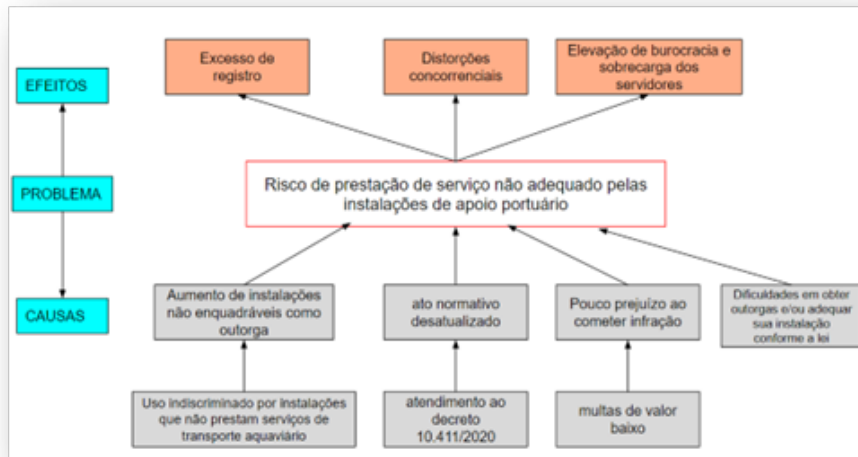 EFEITOS
Excesso de
registro
Distorções
concorrenciais
Elevação de burocracia e
sobrecarga dos
servidores
PROBLEMA
Risco de prestação de serviço não adequado pelas
instalações de apoio portuário
CAUSAS
Aumento de instalações
não enquadráveis como
outorga
ato normativo
desatualizado
Pouco prejuízo ao
cometer infração
Dificuldades em obter
outorgas e/ou adequar
sua instalação
conforme a lei
Uso indiscriminado por instalações
que não prestam serviços de
transporte aquaviário
atendimento ao
decreto
10.411/2020
multas de valor
baixo